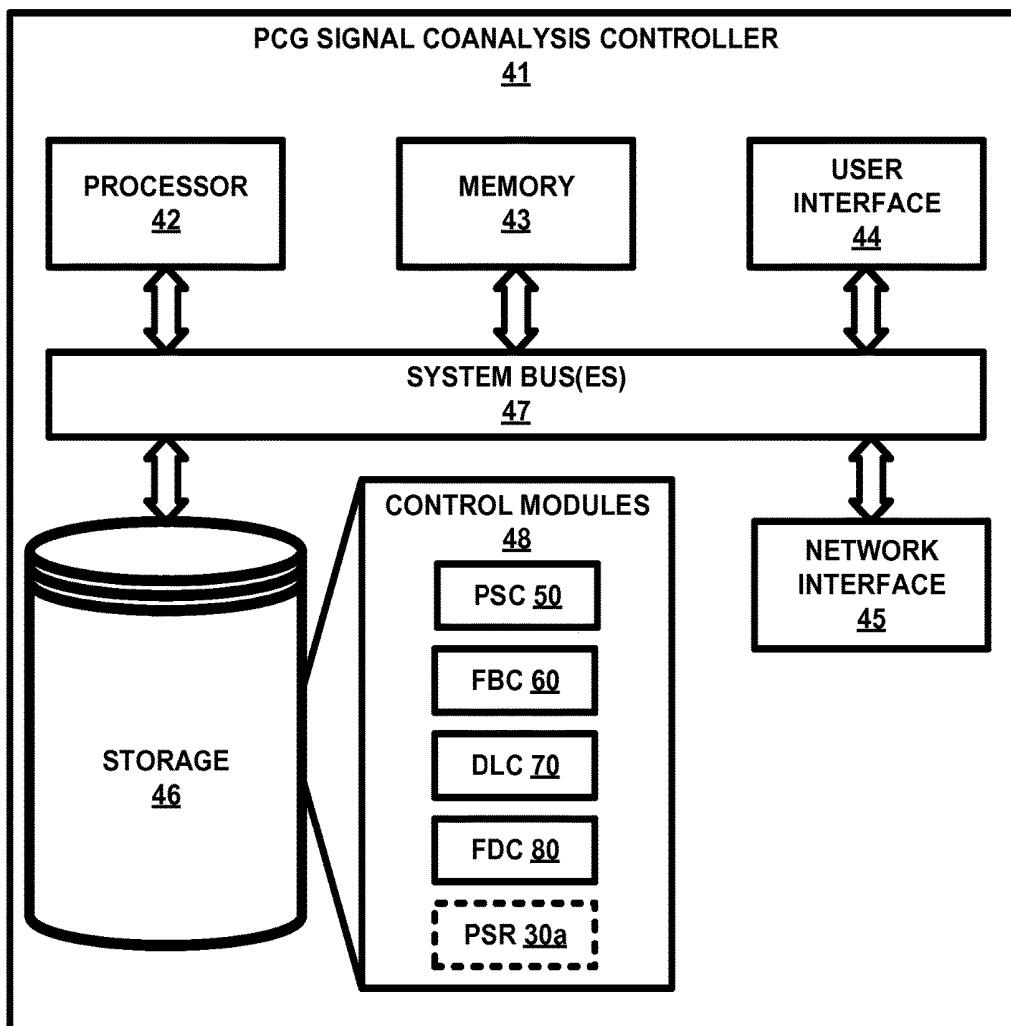 PCG SIGNAL COANALYSIS CONTROLLER
41
PROCESSOR
42
MEMORY
43
USER
INTERFACE
44
SYSTEM BUS(ES)
47
STORAGE
46
CONTROL MODULES
48
PSC 50
FBC 60
DLC 70
FDC 80
PSR 30a
NETWORK
INTERFACE
45